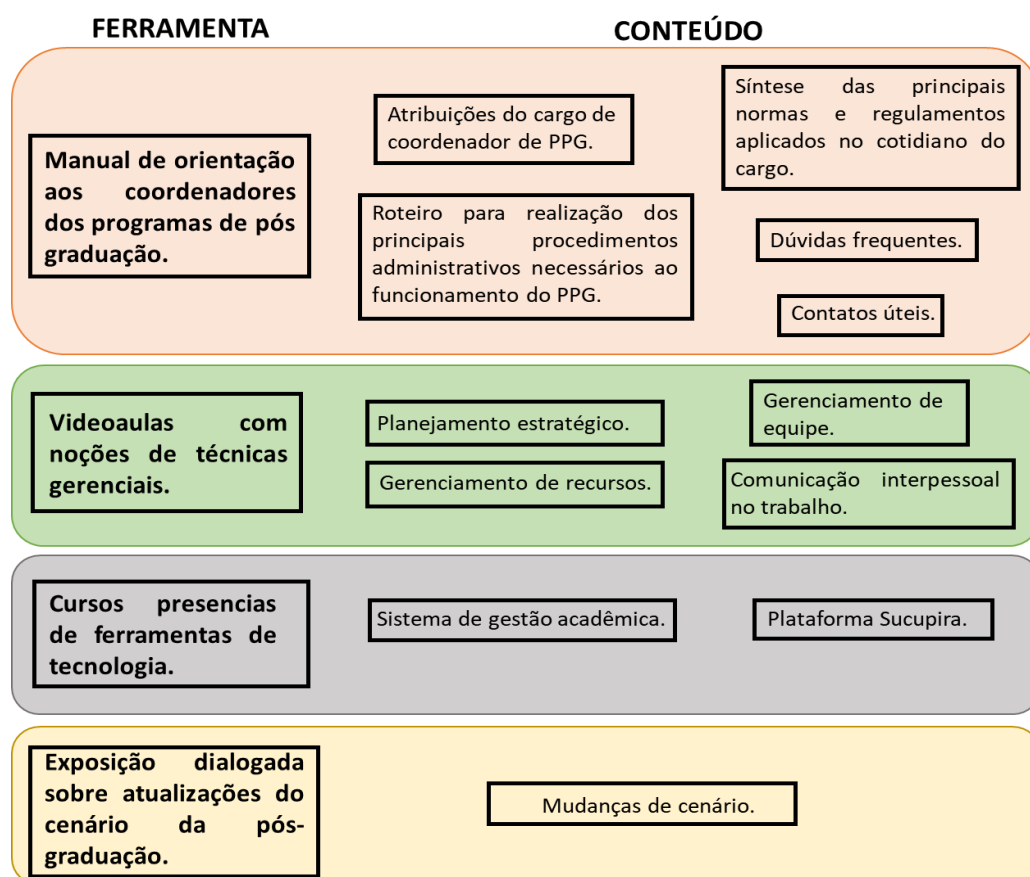 FERRAMENTA
CONTEÚDO
Manual de orientação
aos coordenadores
dos programas de pós
graduação.
Atribuições do cargo de
coordenador de PPG.
Roteiro para realização dos
principais procedimentos
administrativos necessários ao
funcionamento do PPG.
Síntese das principais
normas e regulamentos
aplicados no cotidiano do
cargo.
Dúvidas frequentes.
Contatos úteis.
Videoaulas com
noções de técnicas
gerenciais.
Planejamento estratégico.
Gerenciamento de recursos.
Gerenciamento de
equipe.
Comunicação interpessoal
no trabalho.
Cursos presencias
de ferramentas de
tecnologia.
Sistema de gestão acadêmica.
Plataforma Sucupira.
Exposição dialogada
sobre atualizações do
cenário da pós-
graduação.
Mudanças de cenário.